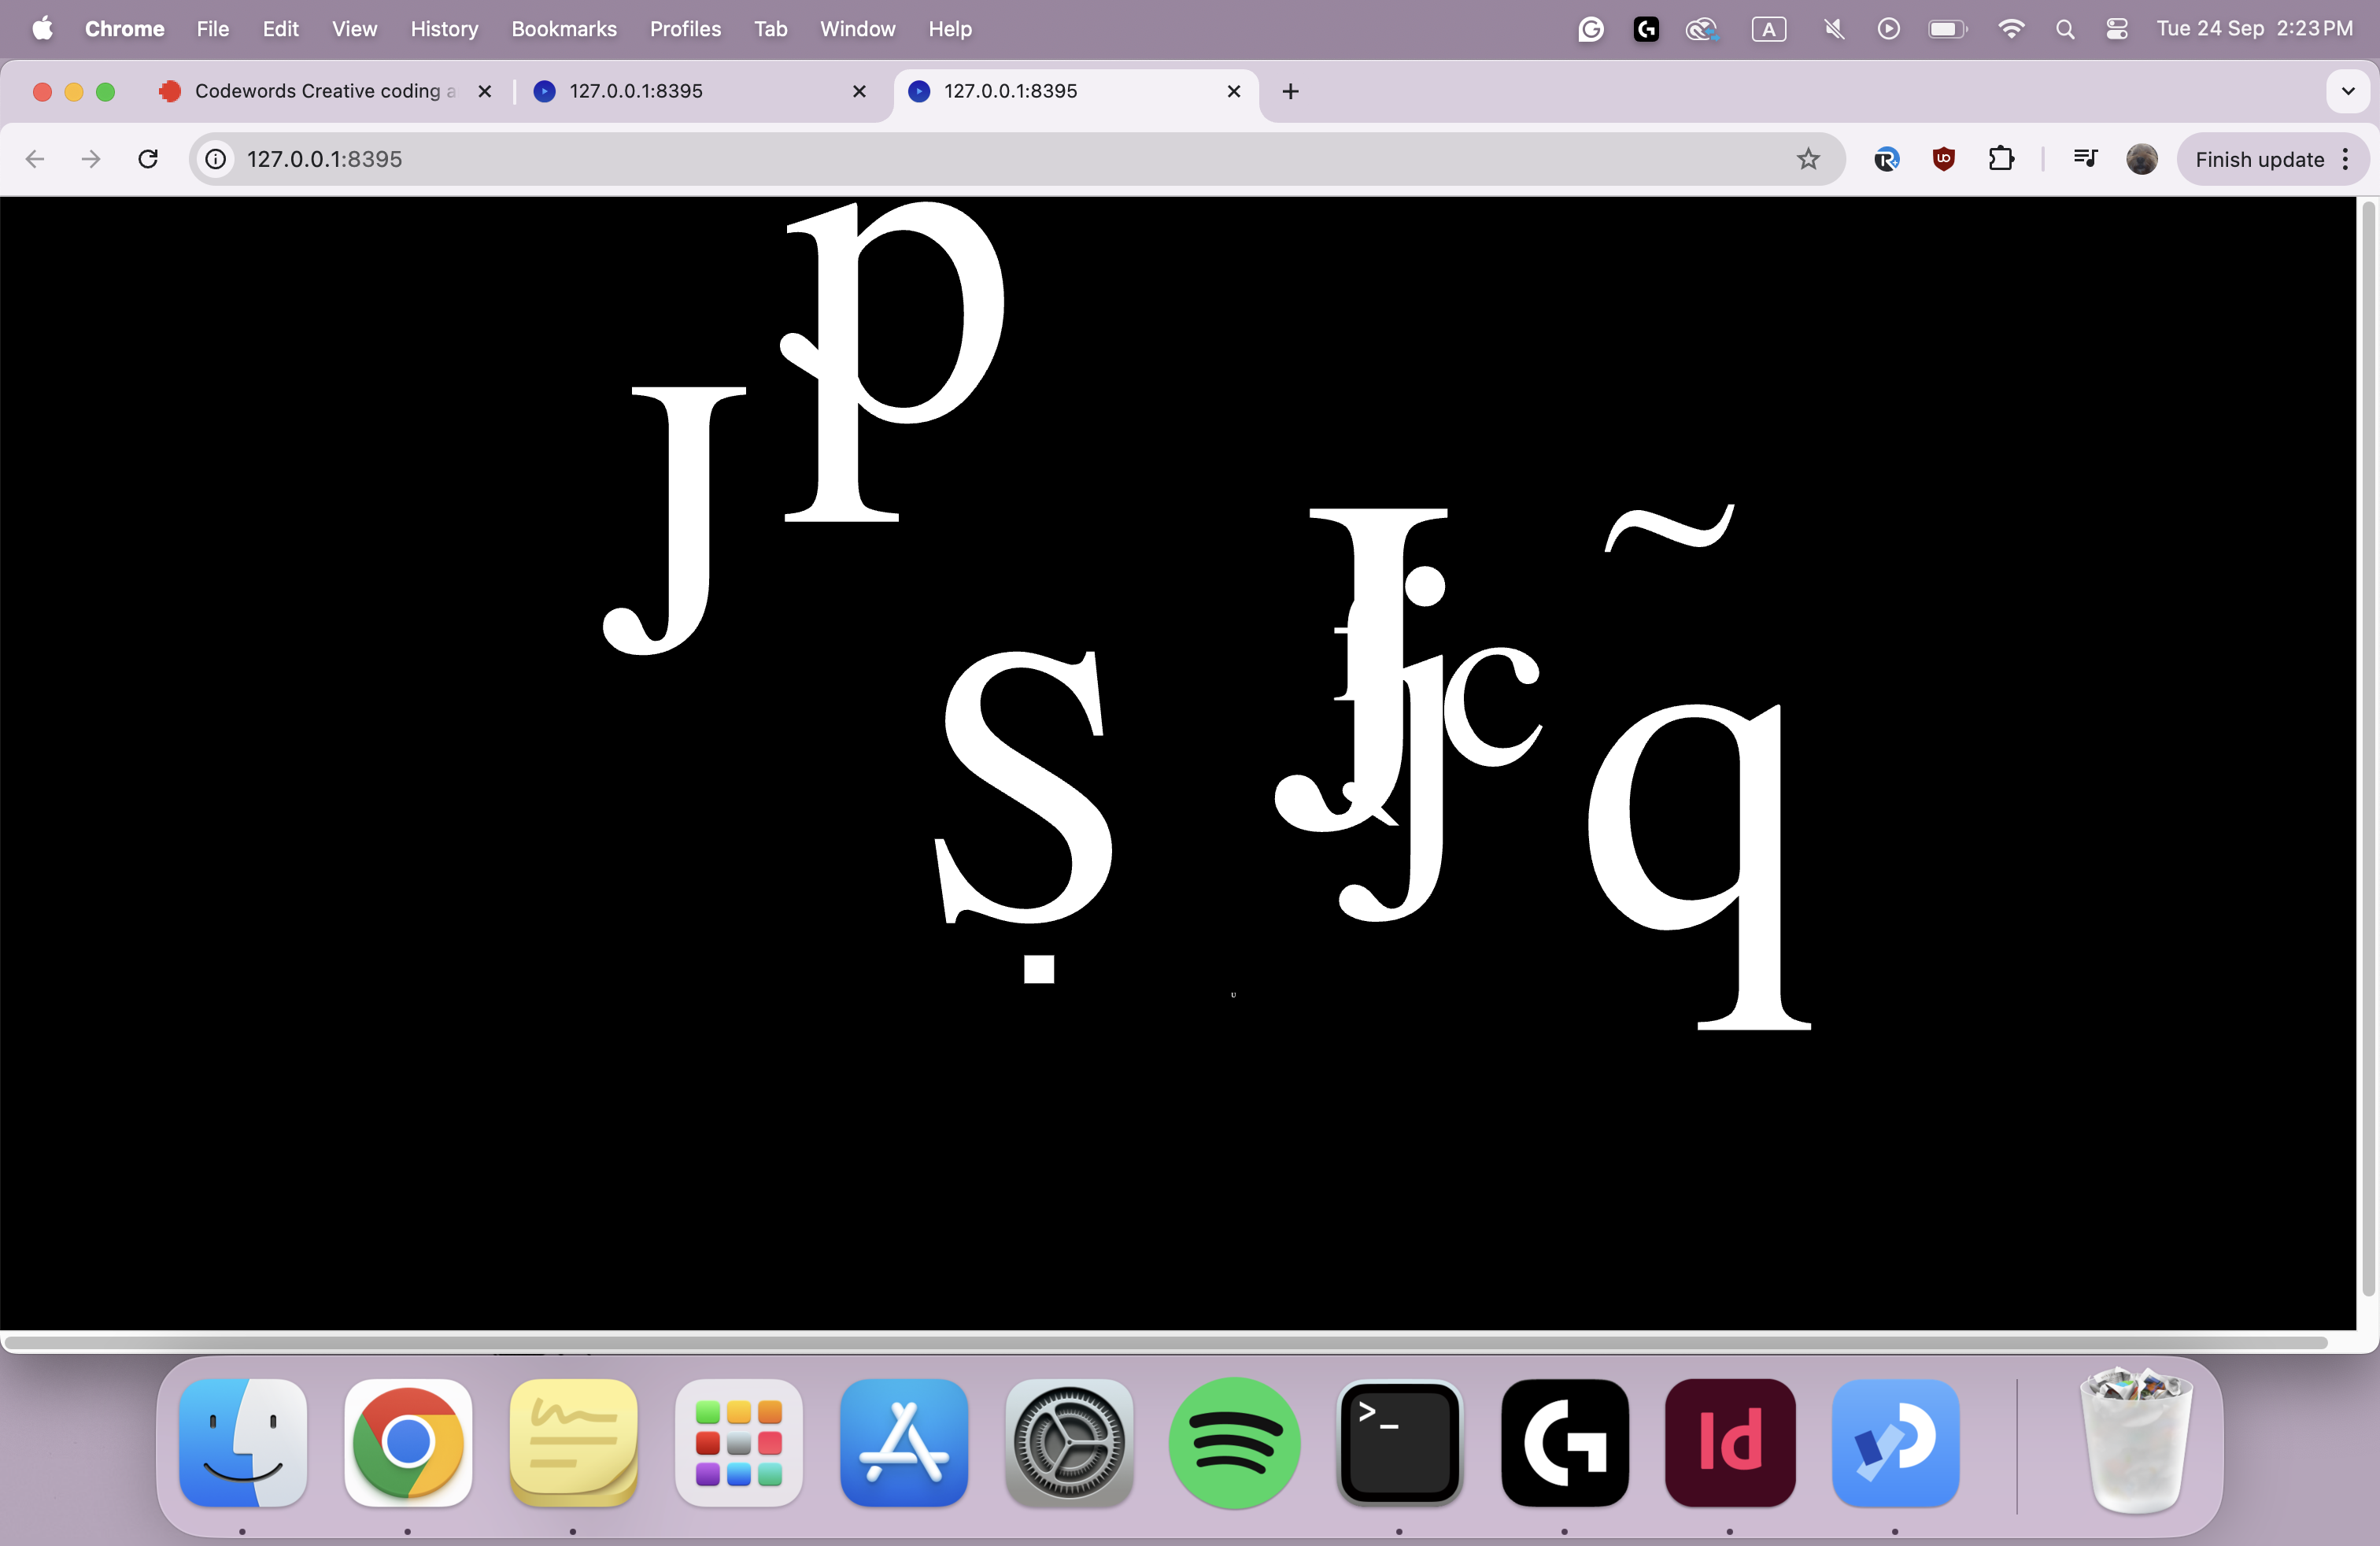 Chrome File Edit View History Bookmarks Profiles Tab Window Help A Tue 24 Sep 2:23 PM
Codewords Creative coding a 127.0.0.1:8395 127.0.0.1:8395
127.0.0.1:8395 Finish update
p
J
~
J
j
c
S
q
.
u
>_ Id